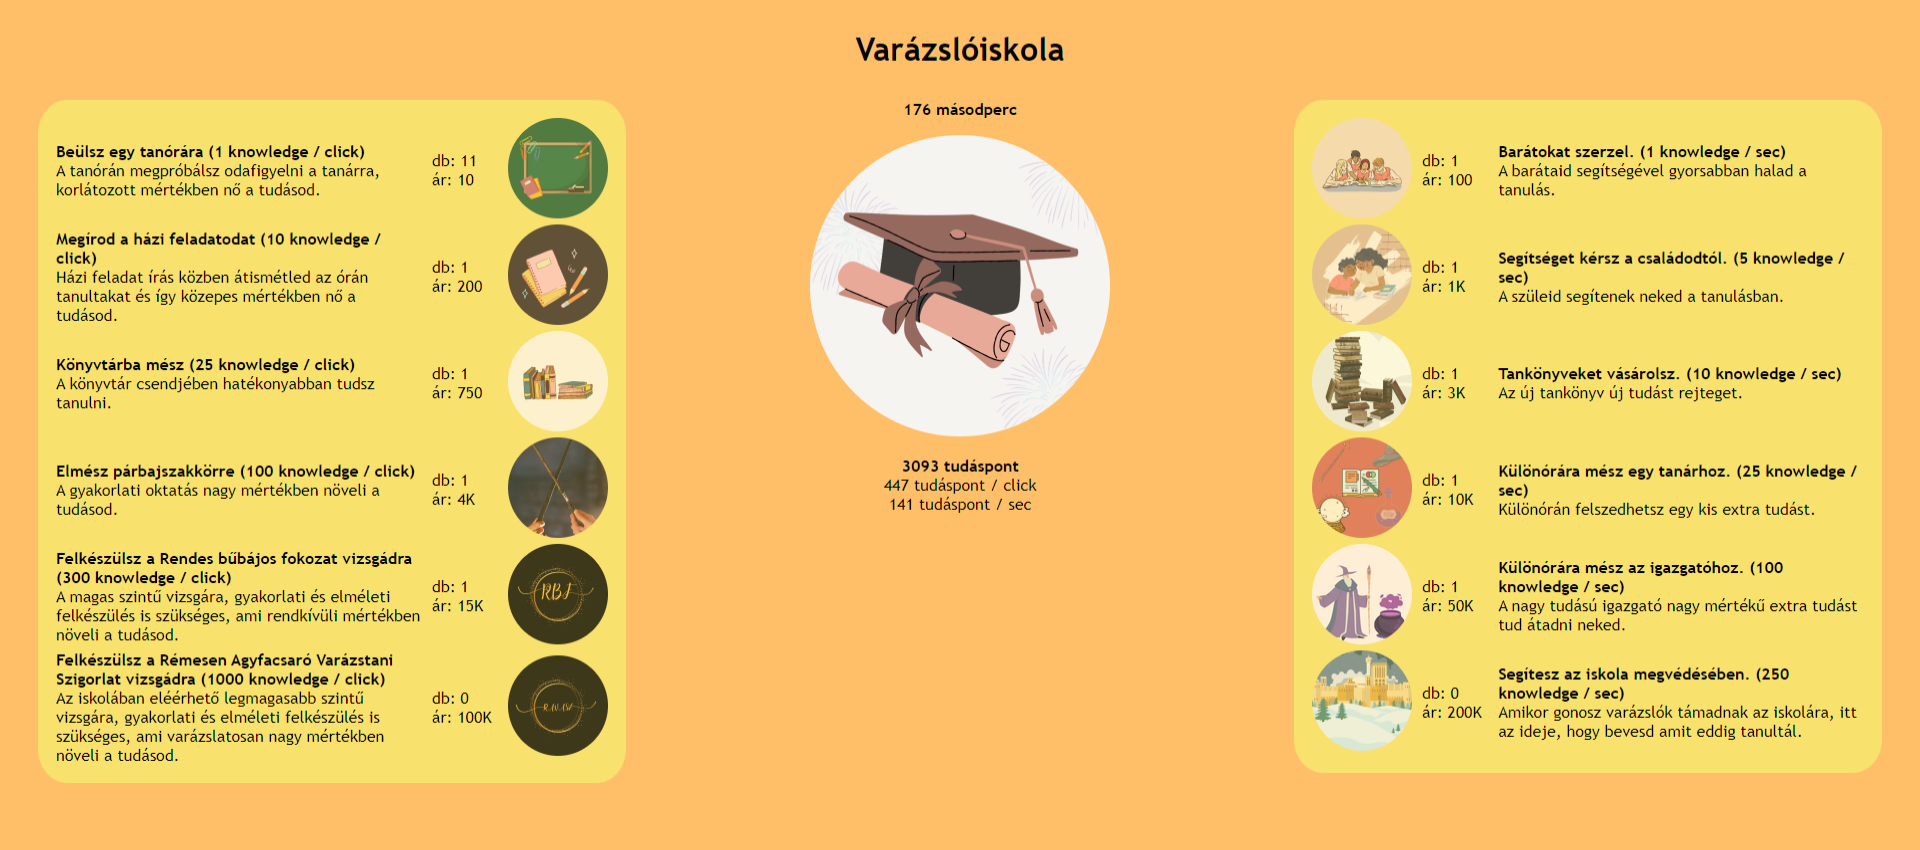 Varázslóiskola
Beülsz egy tanórára (1 knowledge / click)
A tanórán megpróbálsz odafigyelni a tanárra,
korlátozott mértékben nő a tudásod.
db: 11
ár: 10
Megírod a házi feladatodat (10 knowledge /
click)
Házi feladat írás közben átismétled az órán
tanultakat és így közepes mértékben nő a
tudásod.
db: 1
ár: 200
Könyvtárba mész (25 knowledge / click)
A könyvtár csendjében hatékonyabban tudsz
tanulni.
db: 1
ár: 750
Elmész párbajszakkörre (100 knowledge / click)
A gyakorlati oktatás nagy mértékben növeli a
tudásod.
db: 1
ár: 4K
Felkészülsz a Rendes bűbájos fokozat vizsgádra
(300 knowledge / click)
A magas szintű vizsgára, gyakorlati és elméleti
felkészülés is szükséges, ami rendkívüli mértékben
növeli a tudásod.
db: 1
ár: 15K
RBF
Felkészülsz a Rémesen Agyfacsaró Varázstani
Szigorlat vizsgádra (1000 knowledge / click)
Az iskolában eléérhető legmagasabb szintű
vizsgára, gyakorlati és elméleti felkészülés is
szükséges, ami varázslatosan nagy mértékben
növeli a tudásod.
db: 0
ár: 100K
176 másodperc
3093 tudáspont
447 tudáspont / click
141 tudáspont / sec
db: 1
ár: 100
Barátokat szerzel. (1 knowledge / sec)
A barátaid segítségével gyorsabban halad a
tanulás.
db: 1
ár: 1K
Segítséget kérsz a családodtól. (5 knowledge /
sec)
A szüleid segítenek neked a tanulásban.
db: 1
ár: 3K
Tankönyveket vásárolsz. (10 knowledge / sec)
Az új tankönyv új tudást rejteget.
db: 1
ár: 10K
Különórára mész egy tanárhoz. (25 knowledge /
sec)
Különórán felszedhetsz egy kis extra tudást.
db: 1
ár: 50K
Különórára mész az igazgatóhoz. (100
knowledge / sec)
A nagy tudású igazgató nagy mértékű extra tudást
tud átadni neked.
db: 0
ár: 200K
Segítesz az iskola megvédésében. (250
knowledge / sec)
Amikor gonosz varázslók támadnak az iskolára, itt
az ideje, hogy bevesd amit eddig tanultál.